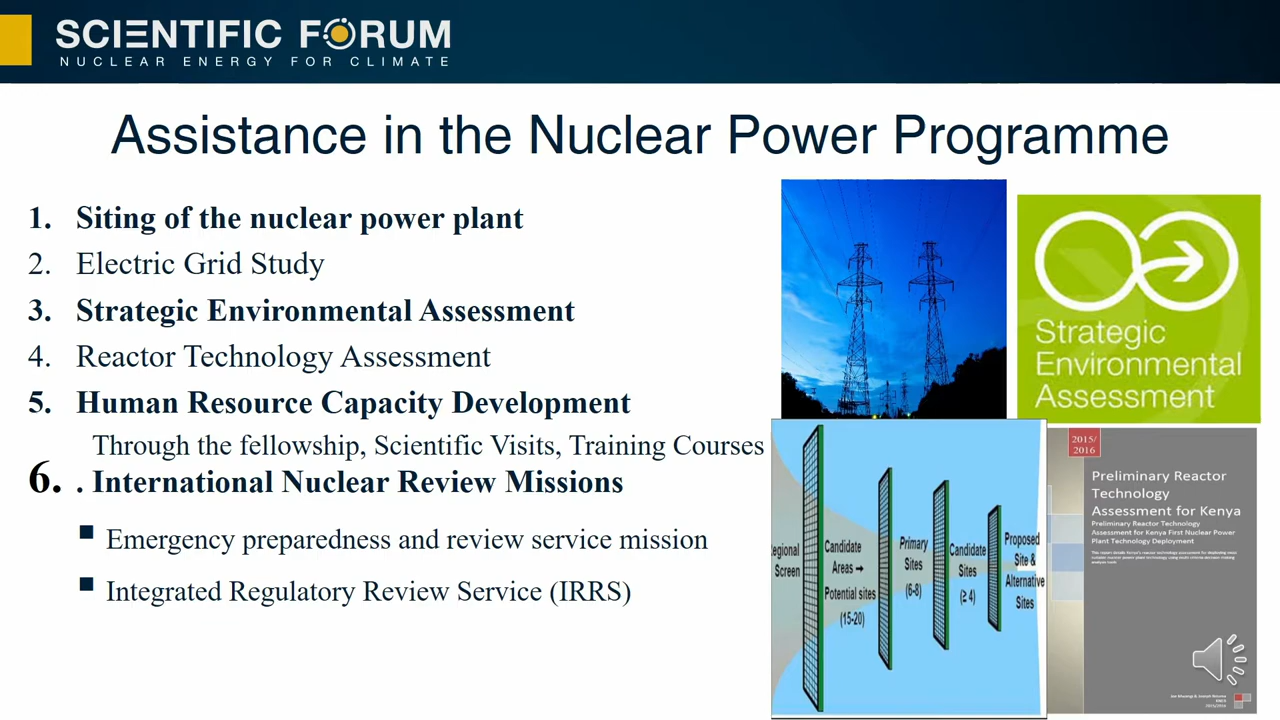 SCIENTIFIC FORUM
NUCLEAR ENERGY FOR CLIMATE
Assistance in the Nuclear Power Programme
1. Siting of the nuclear power plant
2. Electric Grid Study
3. Strategic Environmental Assessment
4. Reactor Technology Assessment
5. Human Resource Capacity Development
Through the fellowship, Scientific Visits, Training Courses
6. . International Nuclear Review Missions
▪ Emergency preparedness and review service mission
▪ Integrated Regulatory Review Service (IRRS)
Strategic
Environmental
Assessment
Regional
Screen
Candidate
Areas →
Potential sites
(15-20)
Primary
Sites
(6-8)
Candidate
Sites
(≥ 4)
Proposed
Site &
Alternative
Sites
2015/
2016
Preliminary Reactor
Technology
Assessment for Kenya
Preliminary Reactor Technology
Assessment for Kenya First Nuclear Power
Plant Technology Deployment